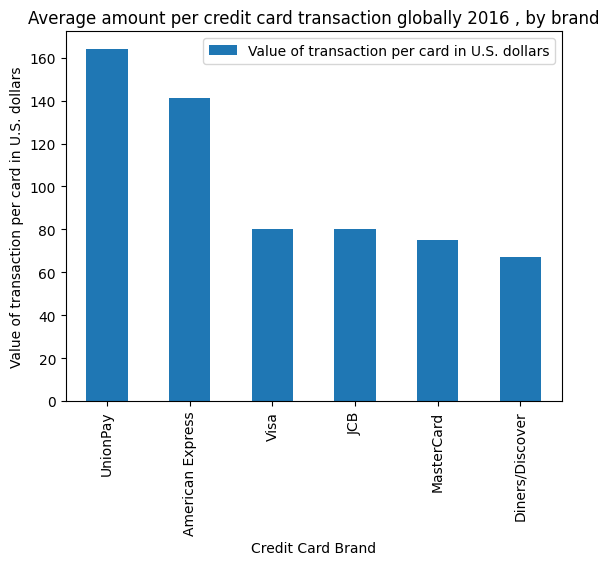 Average amount per credit card transaction globally 2016 , by brand
Value of transaction per card in U.S. dollars
Value of transaction per card in U.S. dollars
160
140
120
100
80
60
40
20
0
UnionPay
American Express
Visa
JCB
MasterCard
Diners/Discover
Credit Card Brand